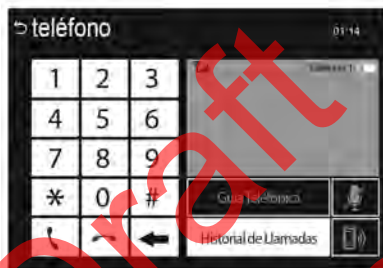 teléfono 01:14
1 2 3
4 5 6
7 8 9
* 0 #
Guía Telefónica
Historial de Llamadas
Draft